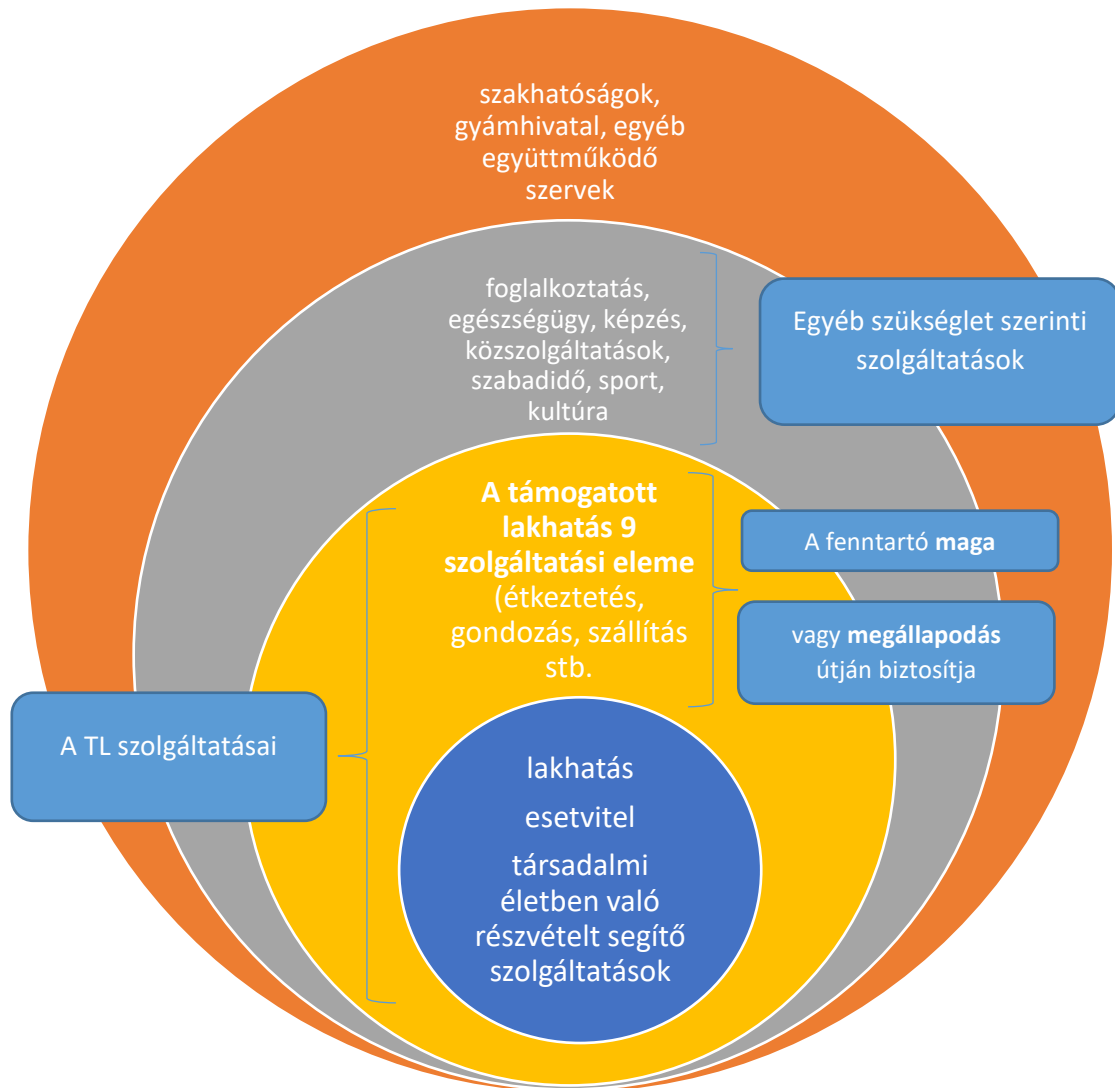 szakhatóságok,
gyámhivatal, egyéb
együttműködő
szervek
foglalkoztatás,
egészségügy, képzés,
közszolgáltatások,
szabadidő, sport,
kultúra
Egyéb szükséglet szerinti
szolgáltatások
A támogatott
lakhatás 9
szolgáltatási eleme
(étkeztetés,
gondozás, szállítás
stb.
A fenntartó maga
vagy megállapodás
útján biztosítja
A TL szolgáltatásai
lakhatás
esetvitel
társadalmi
életben való
részvételt segítő
szolgáltatások